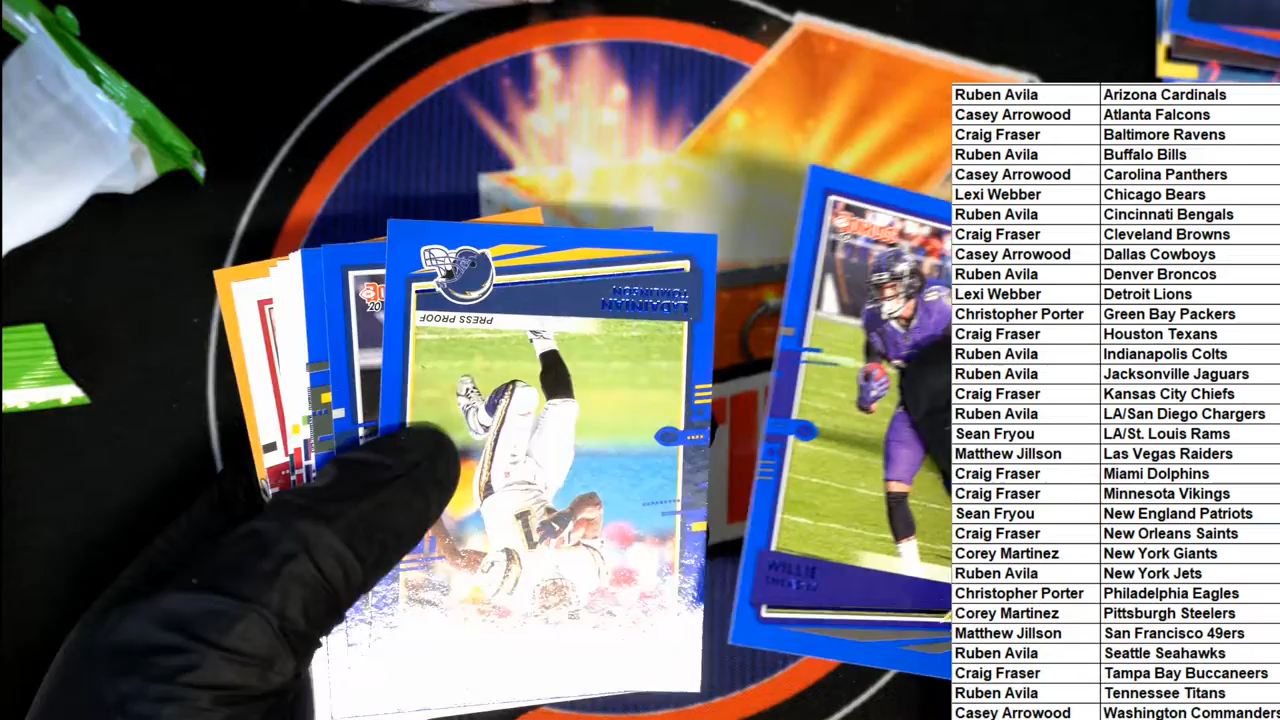 Ruben Avila Arizona Cardinals
Casey Arrowood Atlanta Falcons
Craig Fraser Baltimore Ravens
Ruben Avila Buffalo Bills
Casey Arrowood Carolina Panthers
Lexi Webber Chicago Bears
Ruben Avila Cincinnati Bengals
Craig Fraser Cleveland Browns
Casey Arrowood Dallas Cowboys
Ruben Avila Denver Broncos
Lexi Webber Detroit Lions
Christopher Porter Green Bay Packers
Craig Fraser Houston Texans
Ruben Avila Indianapolis Colts
Ruben Avila Jacksonville Jaguars
Craig Fraser Kansas City Chiefs
Ruben Avila LA/San Diego Chargers
Sean Fryou LA/St. Louis Rams
Matthew Jillson Las Vegas Raiders
Craig Fraser Mimi Dolphins
Craig Fraser Minnesota Vikings
Sean Fryou New England Patriots
Craig Fraser New Orleans Saints
Corey Martinez New York Giants
Ruben Avila New York Jets
Christopher Porter Philadelphia Eagles
Corey Martinez Pittsburgh Steelers
Matthew Jillson San Francisco 49ers
Ruben Avila Seattle Seahawks
Craig Fraser Tampa Bay Buccaneers
Ruben Avila Tennessee Titans
Casey Arrowood Washington Commanders
LaDAINIAN
TOMLINSON
PRESS PROOF
20
WILLIE